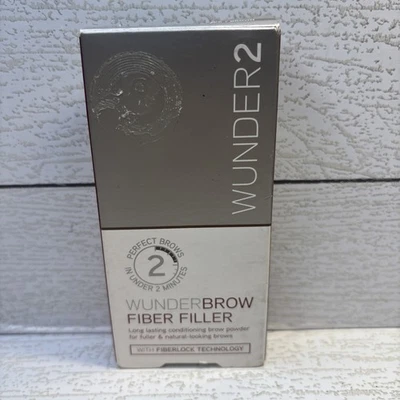 WUNDER2
PERFECT BROWS
2
IN UNDER 2 MINUTES
WUNDERBROW
FIBER FILLER
Long lasting conditioning brow powder
for fuller & natural-looking brows
WITH FIBERLOCK TECHNOLOGY